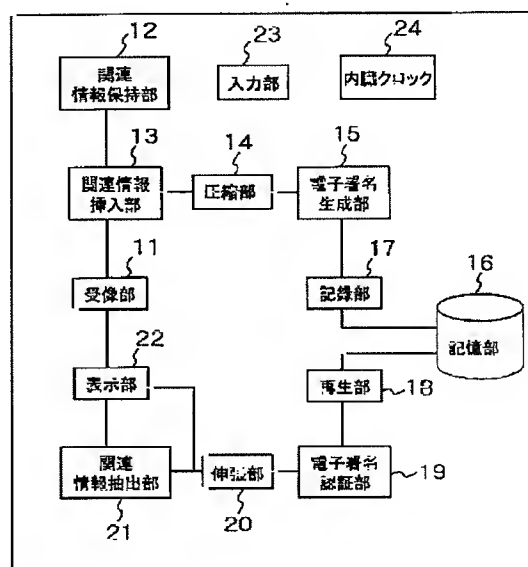 12
関連
情報保持部
23
入力部
24
内臓クロック
13
関連情報
挿入部
14
圧縮部
15
電子署名
生成部
11
受像部
17
記録部
16
記憶部
22
表示部
再生部
18
関連
情報抽出部
21
伸張部
20
電子署名
認証部
19